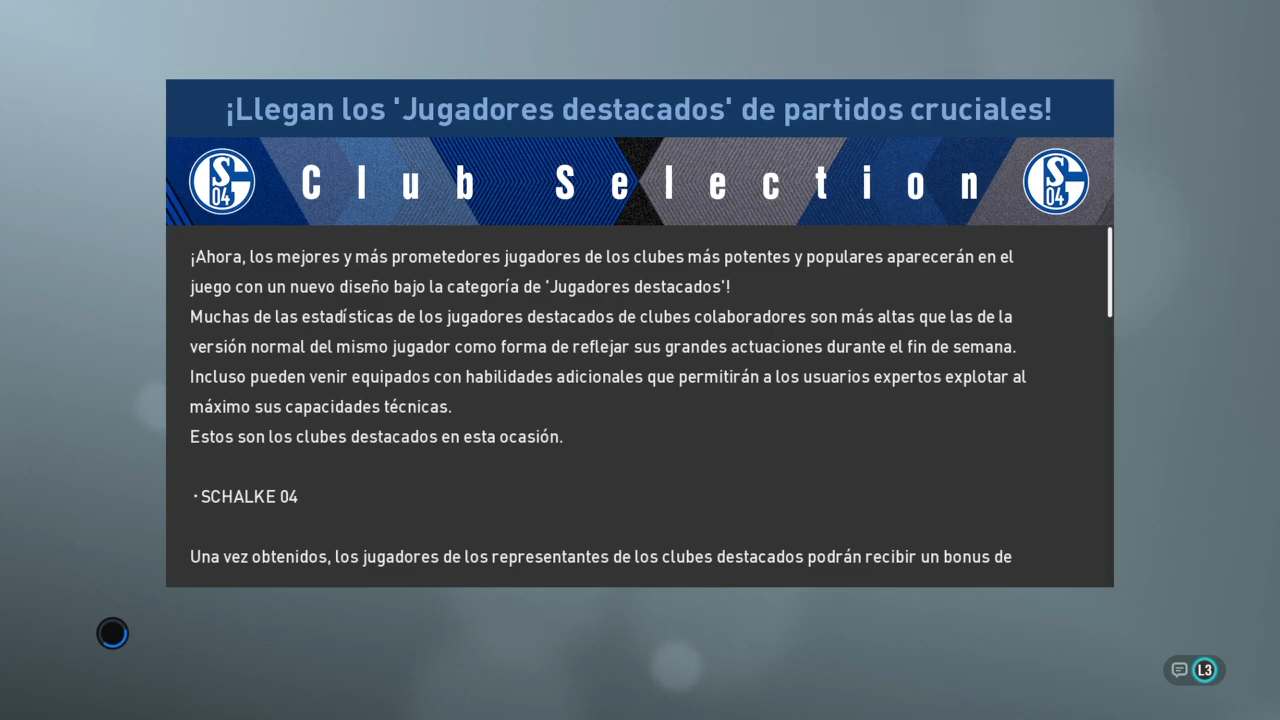 ¡Llegan los 'Jugadores destacados' de partidos cruciales!
S04 Club Selection S04
¡Ahora, los mejores y más prometedores jugadores de los clubes más potentes y populares aparecerán en el
juego con un nuevo diseño bajo la categoría de 'Jugadores destacados'!
Muchas de las estadísticas de los jugadores destacados de clubes colaboradores son más altas que las de la
versión normal del mismo jugador como forma de reflejar sus grandes actuaciones durante el fin de semana.
Incluso pueden venir equipados con habilidades adicionales que permitirán a los usuarios expertos explotar al
máximo sus capacidades técnicas.
Estos son los clubes destacados en esta ocasión.
・SCHALKE 04
Una vez obtenidos, los jugadores de los representantes de los clubes destacados podrán recibir un bonus de
L3